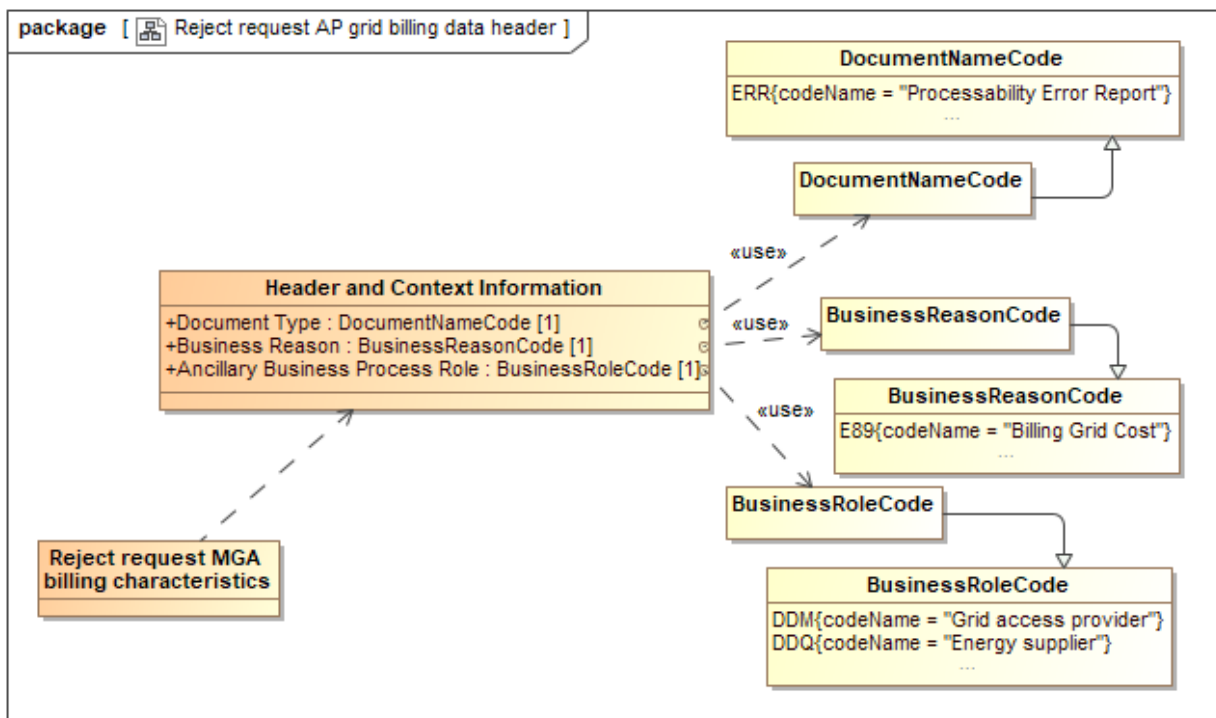 package [ Reject request AP grid billing data header ]
DocumentNameCode
ERR{codeName = "Processability Error Report"}
...
DocumentNameCode
«use»
Header and Context Information
+Document Type : DocumentNameCode [1]
+Business Reason : BusinessReasonCode [1]
+Ancillary Business Process Role : BusinessRoleCode [1]
«use»
BusinessReasonCode
BusinessReasonCode
E89{codeName = "Billing Grid Cost"}
...
«use»
BusinessRoleCode
Reject request MGA
billing characteristics
BusinessRoleCode
DDM{codeName = "Grid access provider"}
DDQ{codeName = "Energy supplier"}
...